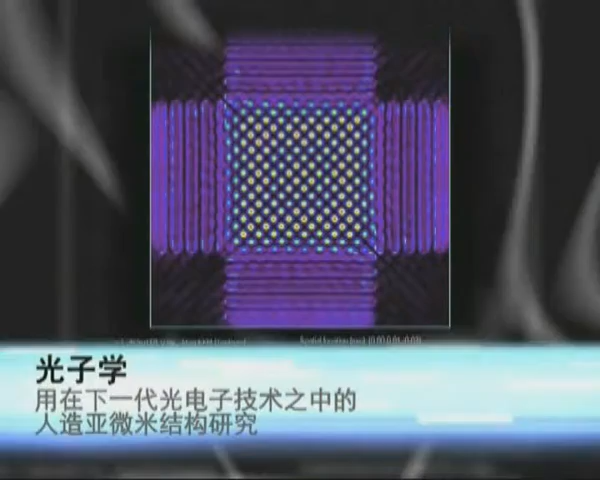 光子学
用在下一代光电子技术之中的
人造亚微米结构研究